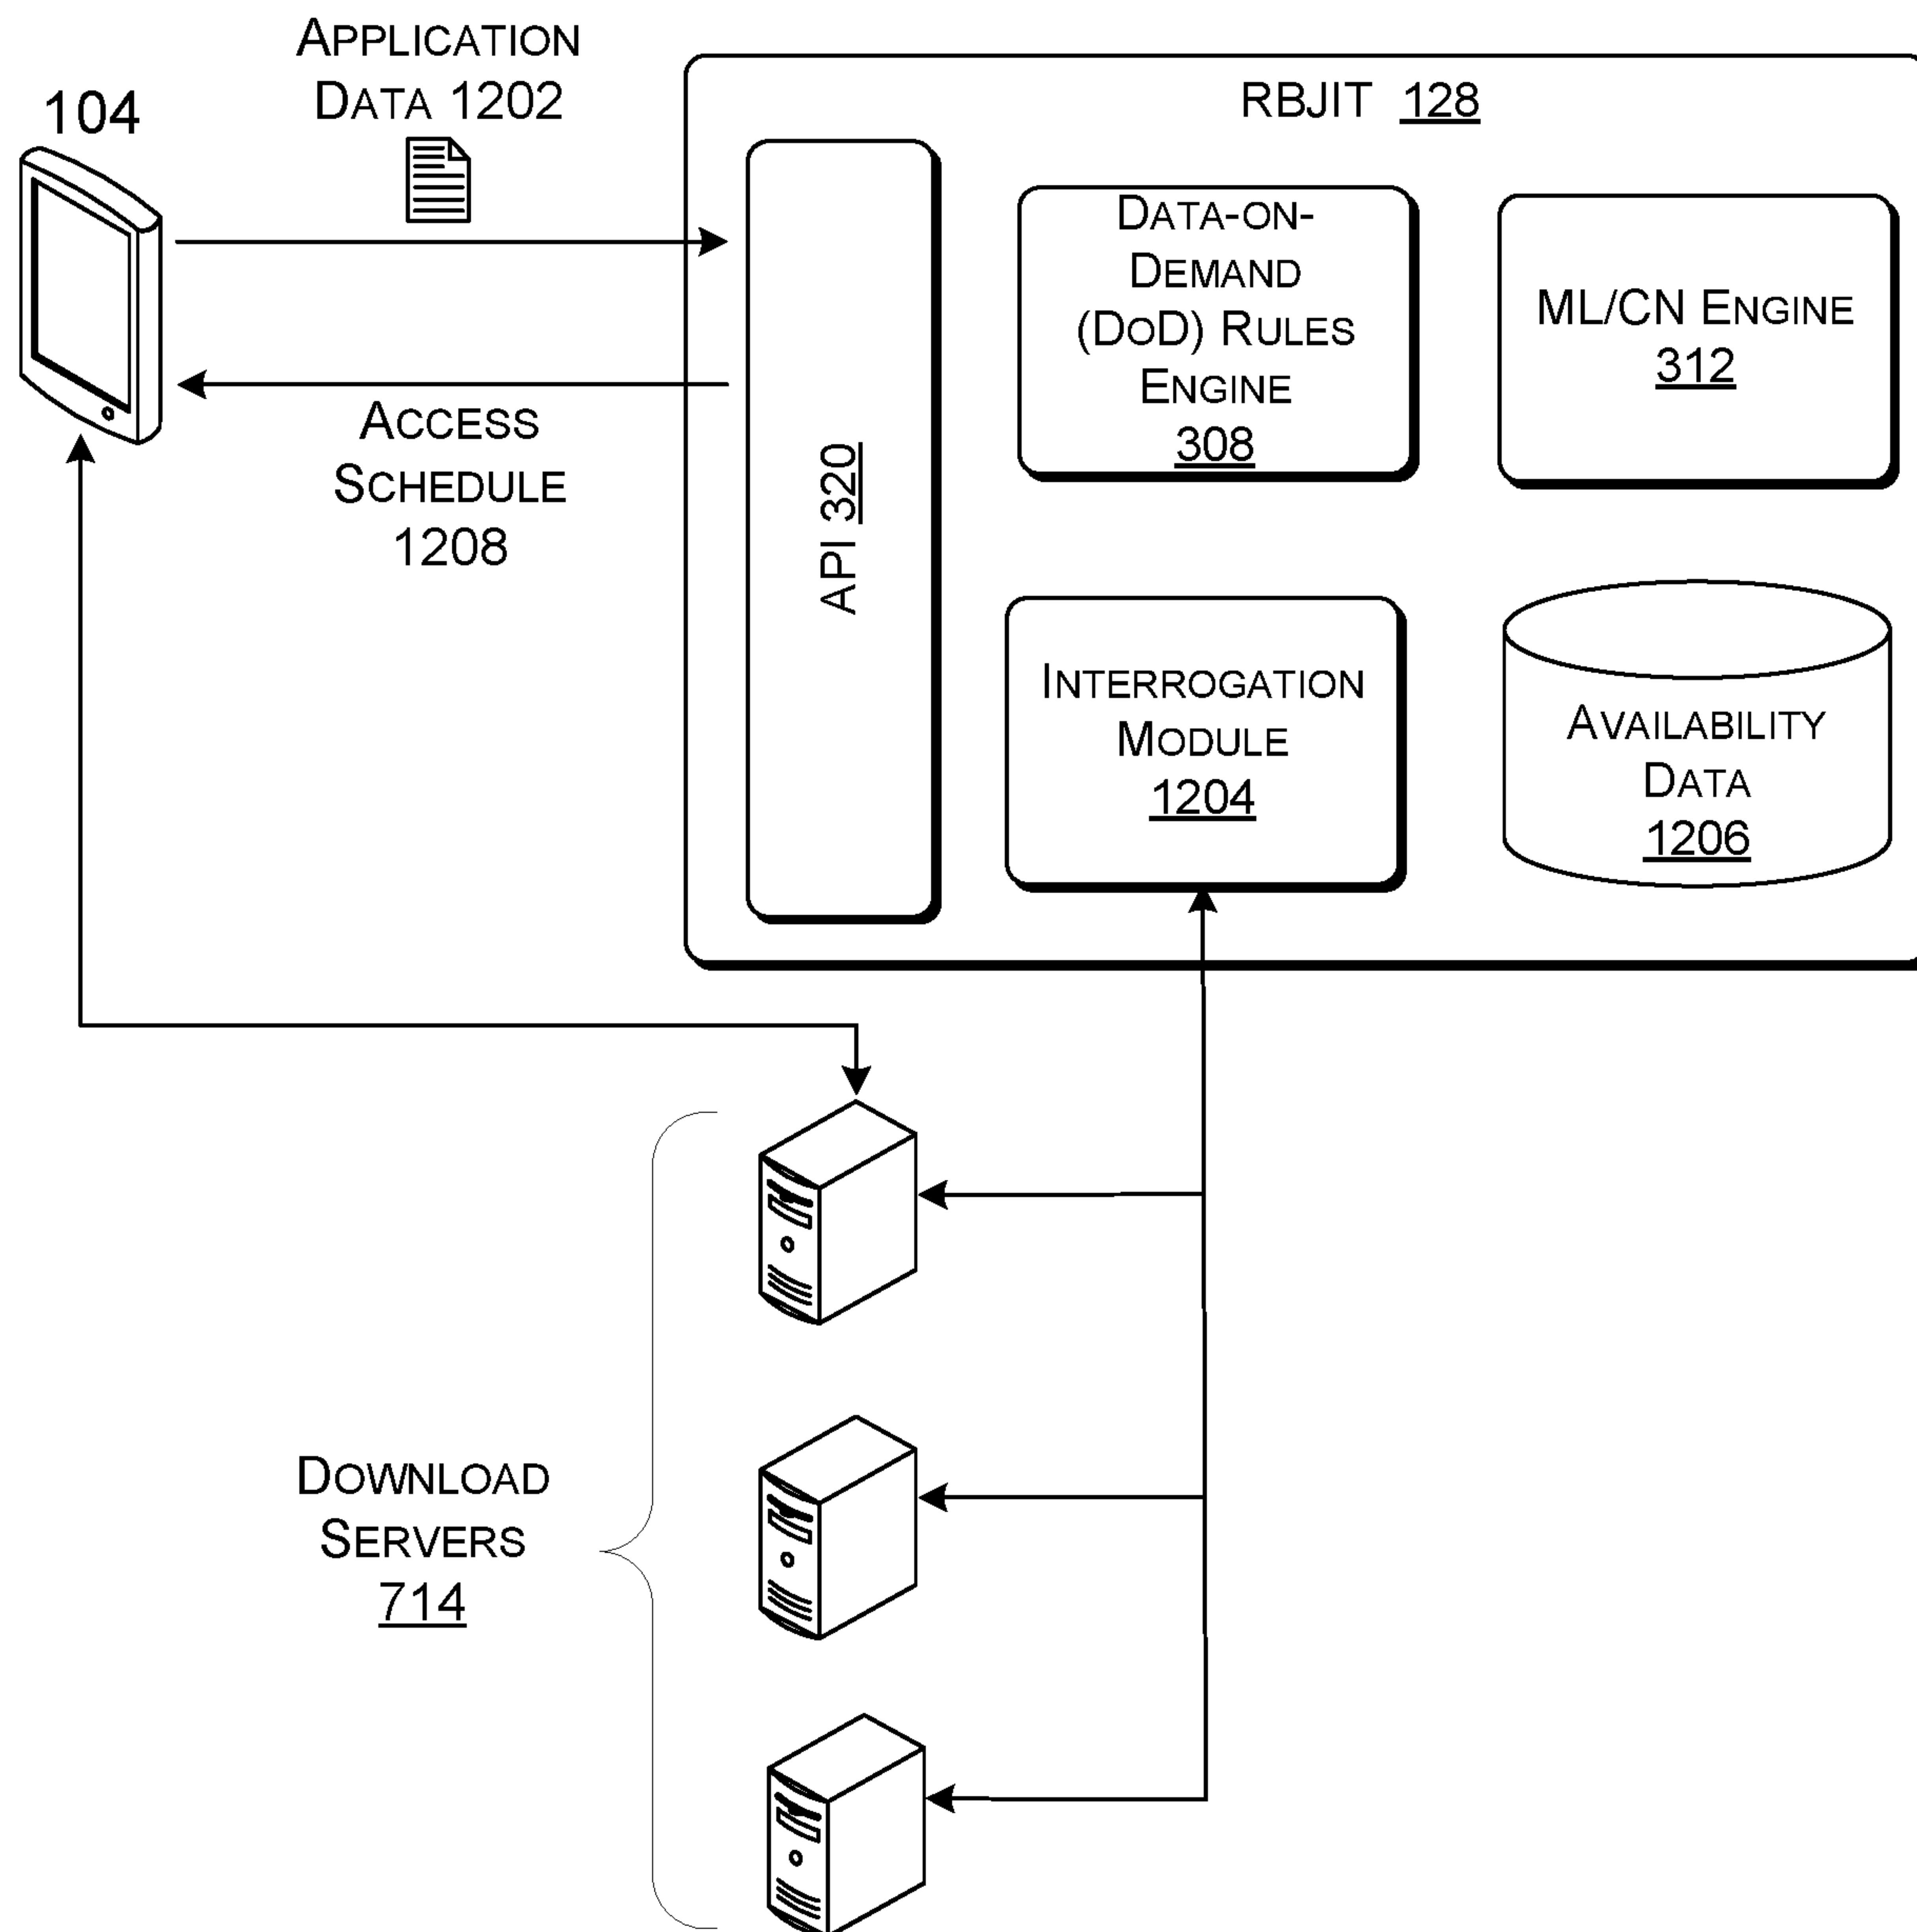 APPLICATION
DATA 1202
104
RBJIT 128
DATA-ON-
DEMAND
(DOD) RULES
ENGINE
308
ML/CN ENGINE
312
ACCESS
SCHEDULE
1208
API 320
INTERROGATION
MODULE
1204
AVAILABILITY
DATA
1206
DOWNLOAD
SERVERS
714